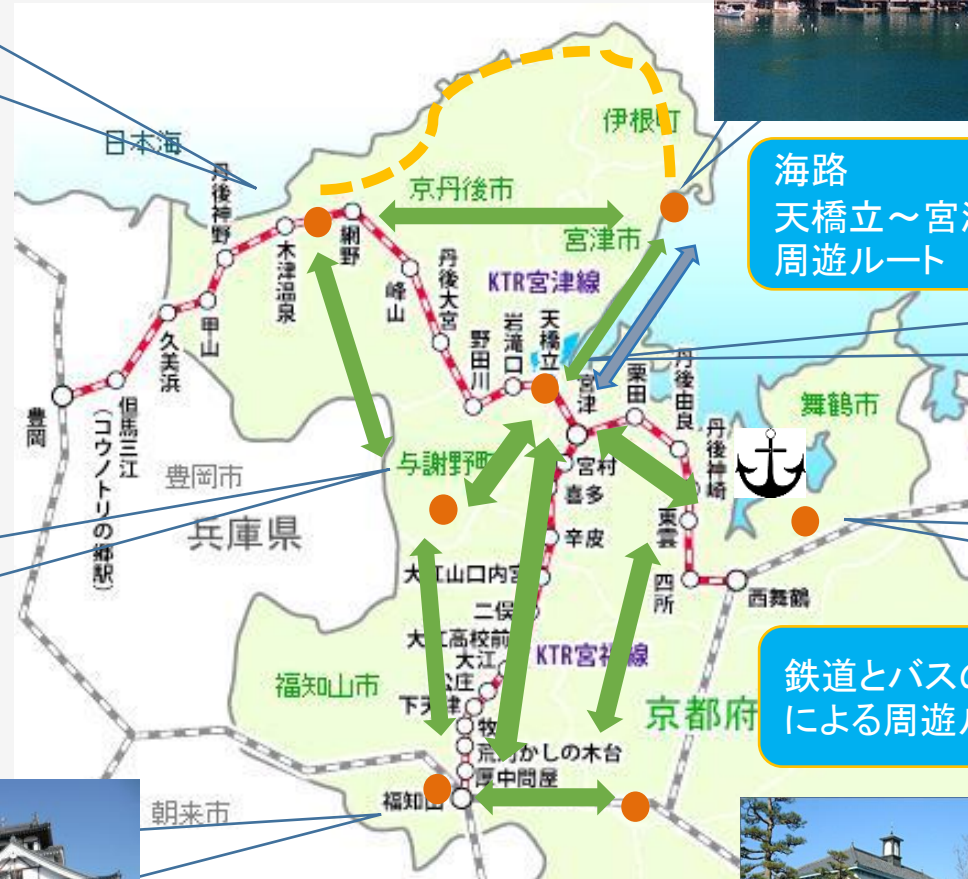 伊根町
日本海
海路
天橋立～宮
周遊ルート
京丹後市
丹後神野
宮津市
網野
木津温泉
丹後大宮
KTR宮津線
峰山
岩滝口
天橋立
野田川
甲山
久美浜
宮津
栗田
丹後由良
舞鶴市
豊岡
但馬三江
(コウノトリの郷駅)
丹後神崎
豊岡市
与謝野町
宮村
喜多
兵庫県
辛皮
東雲
大江山口内宮
四所
西舞鶴
二俣
大江高校前
大江
KTR宮福線
鉄道とバスの
による周遊
福知山市
公庄
下天津
京都府
牧
荒河かしの木台
厚中問屋
福知山
朝来市